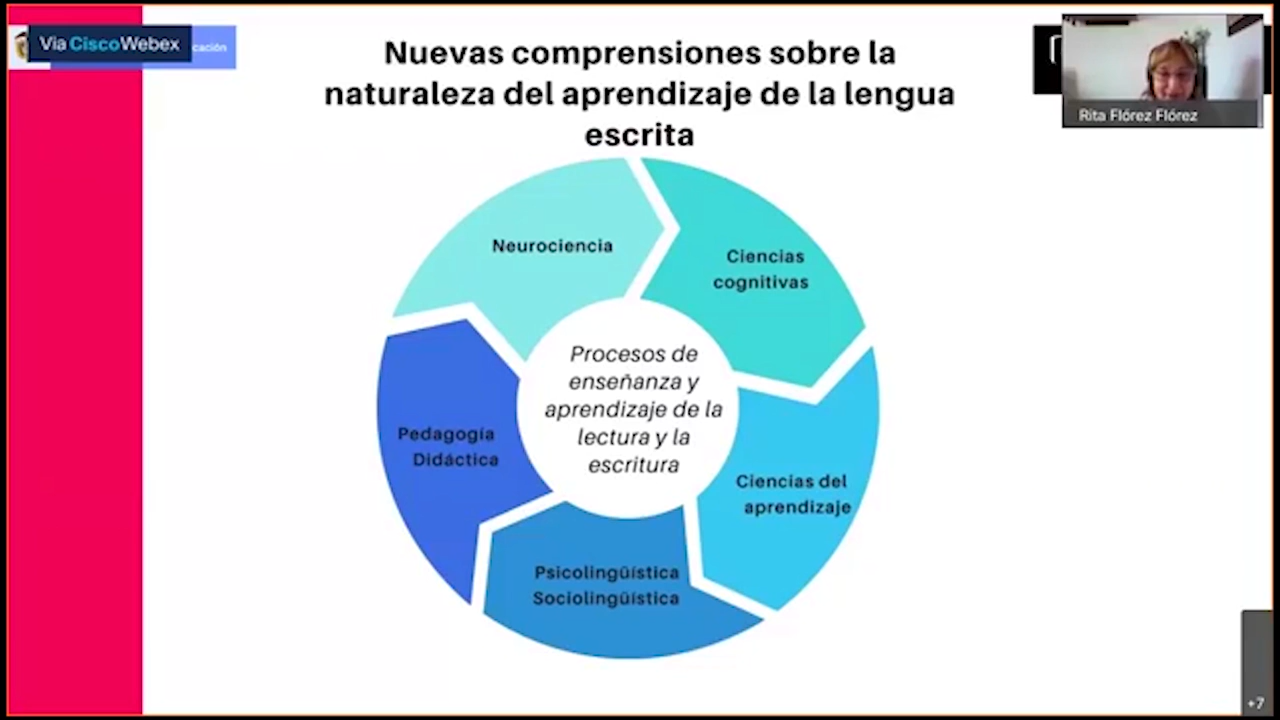 Via CiscoWebex
cación
Nuevas comprensiones sobre la
naturaleza del aprendizaje de la lengua
escrita
Rita Flórez Flórez
Neurociencia
Ciencias
cognitivas
Procesos de
enseñanza y
aprendizaje de la
lectura y la
escritura
Pedagogía
Didáctica
Ciencias del
aprendizaje
Psicolingüística
Sociolingüística
+7